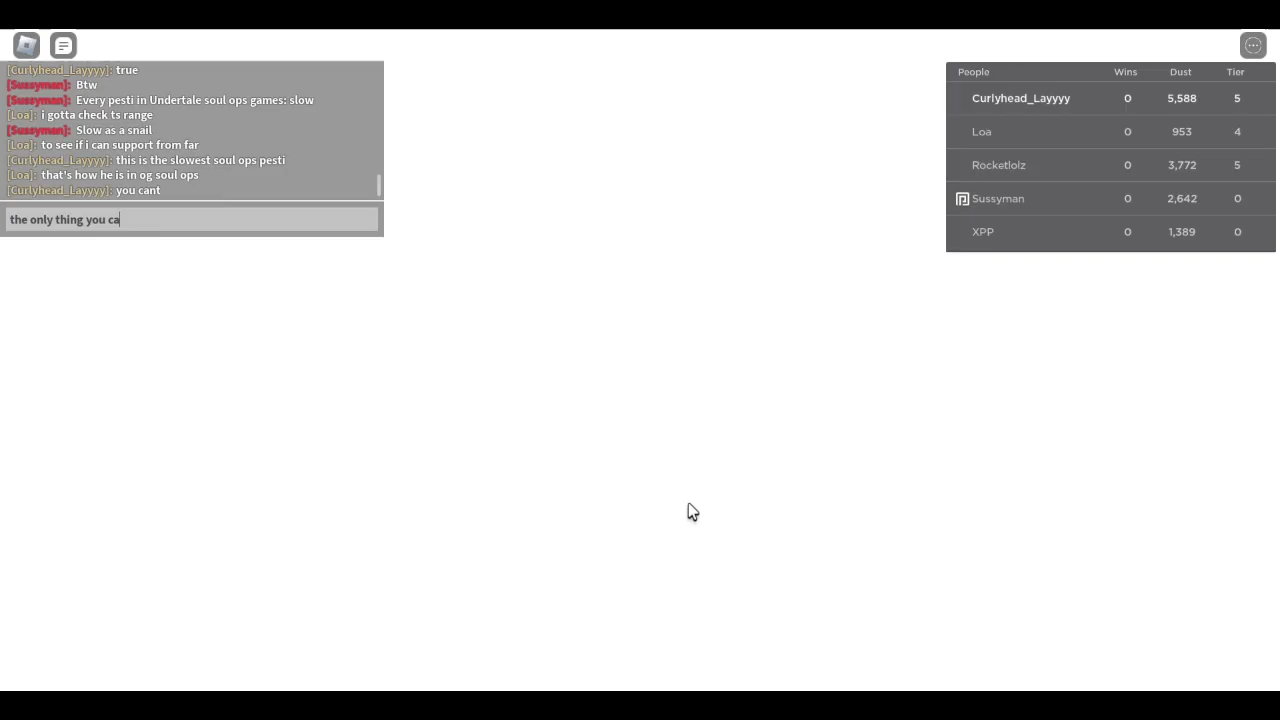 [Curlyhead_Layyyy]: true
[Sussyman]: Btw
[Sussyman]: Every pesti in Undertale soul ops games: slow
[Loa]: i gotta check ts range
[Sussyman]: Slow as a snail
[Loa]: to see if i can support from far
[Curlyhead_Layyyy]: this is the slowest soul ops pesti
[Loa]: that's how he is in og soul ops
[Curlyhead_Layyyy]: you cant
the only thing you ca
People Wins Dust Tier
Curlyhead_Layyyy 0 5,588 5
Loa 0 953 4
Rocketlolz 0 3,772 5
Sussyman 0 2,642 0
XPP 0 1,389 0